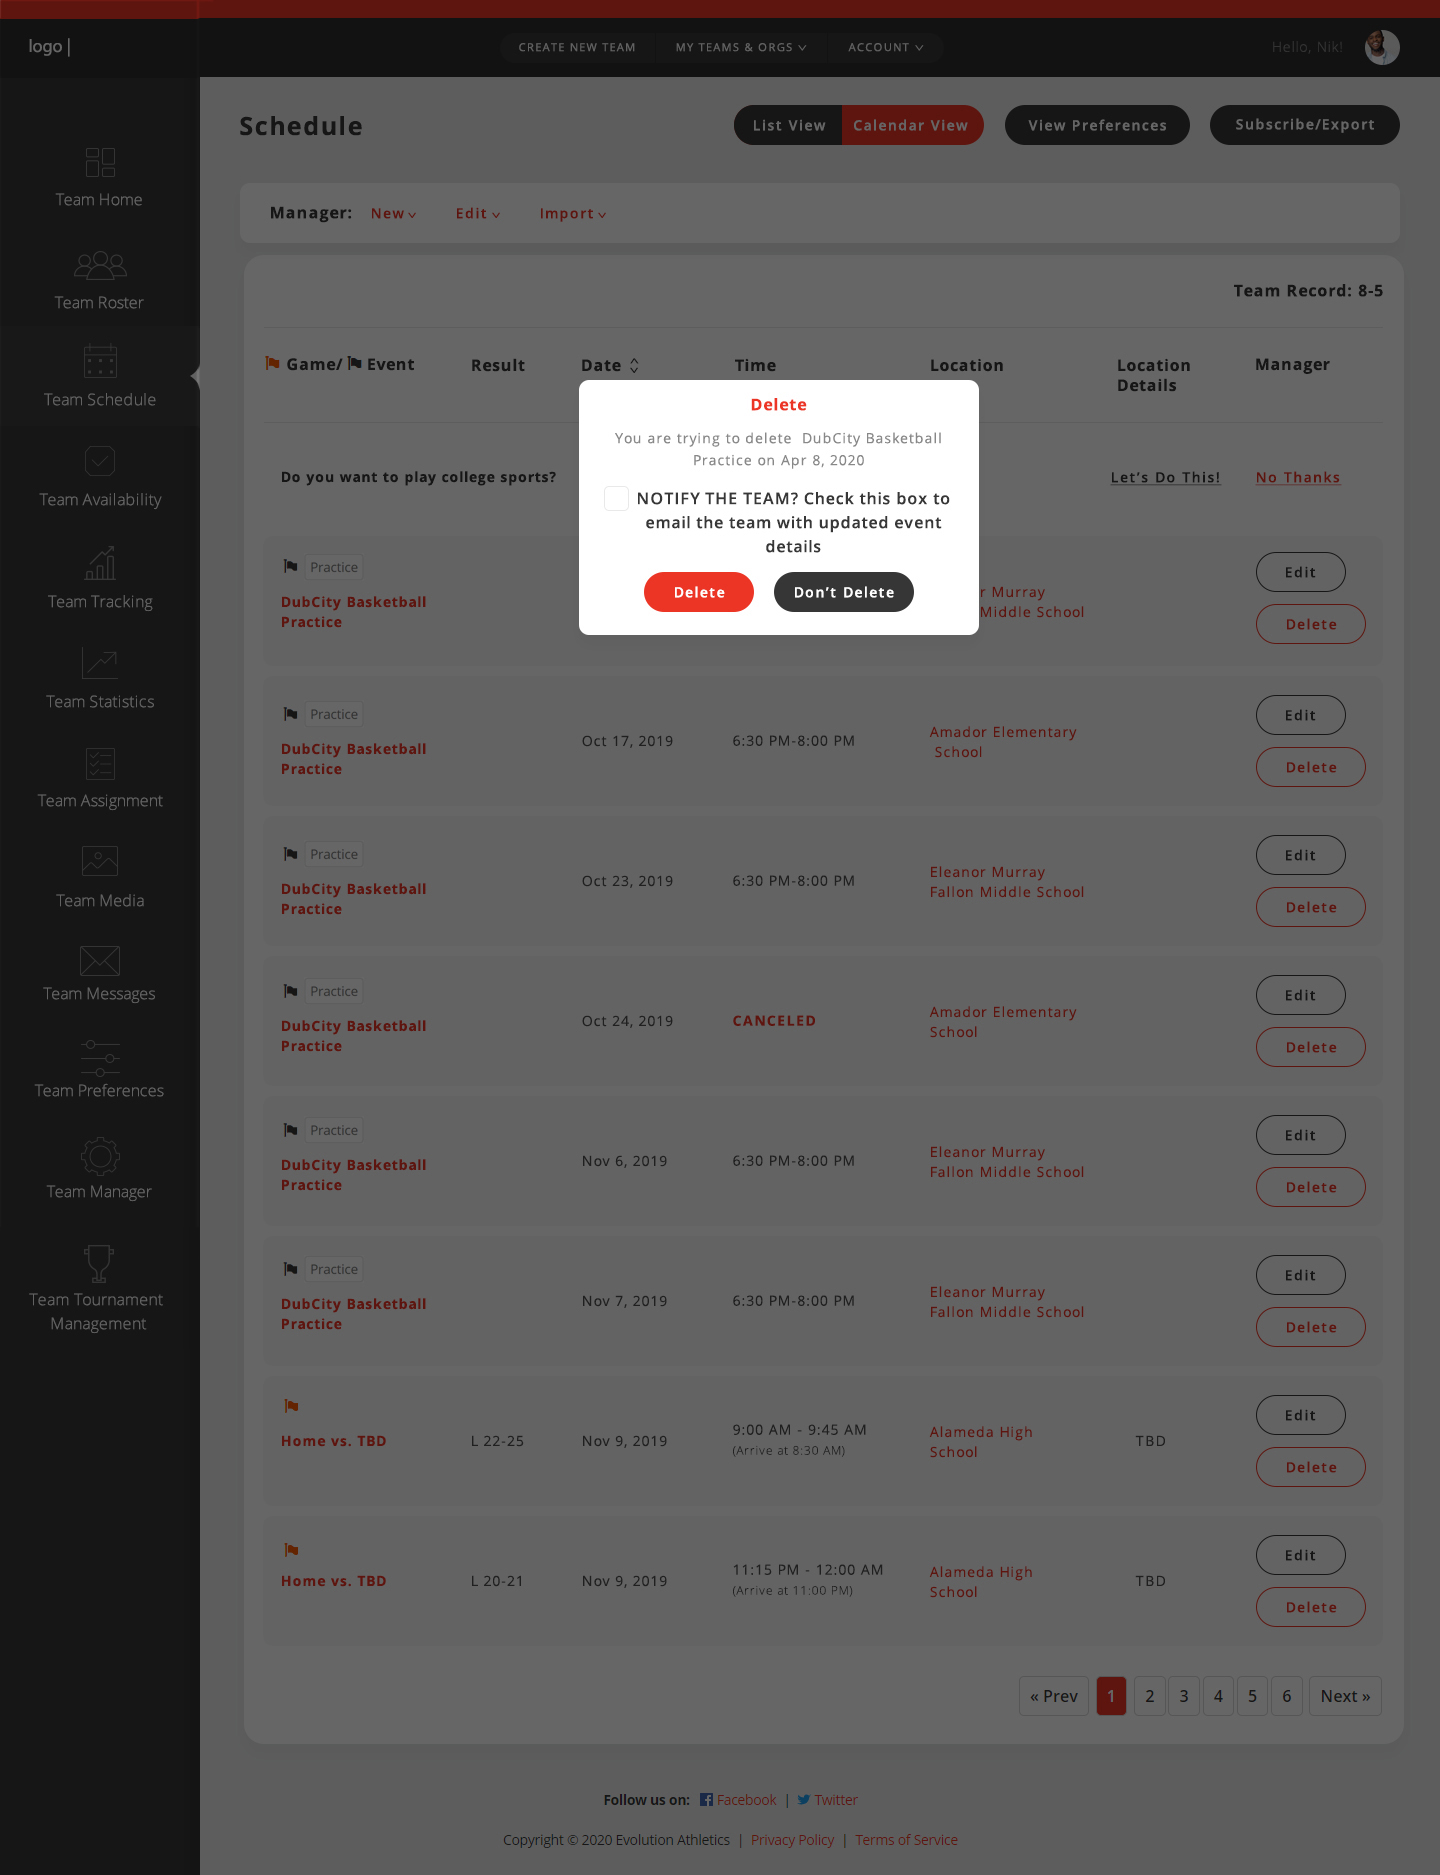 logo |
CREATE NEW TEAM
MY TEAMS & ORGS
ACCOUNT
Hello, Nik!
Team Home
Team Roster
Team Schedule
Team Availability
Team Tracking
Team Statistics
Team Assignment
Team Media
Team Messages
Team Preferences
Team Manager
Team Tournament
Management
Schedule
List View
Calendar View
View Preferences
Subscribe/Export
Manager:
New
Edit
Import
Team Record: 8-5
Game/ Event
Result
Date
Time
Location
Location
Details
Manager
Do you want to play college sports?
Let's Do This!
No Thanks
Delete
You are trying to delete DubCity Basketball
Practice on Apr 8, 2020
NOTIFY THE TEAM? Check this box to
email the team with updated event
details
Delete
Don't Delete
Practice
DubCity Basketball
Practice
r Murray
Middle School
Edit
Delete
Practice
DubCity Basketball
Practice
Oct 17, 2019
6:30 PM-8:00 PM
Amador Elementary
School
Edit
Delete
Practice
DubCity Basketball
Practice
Oct 23, 2019
6:30 PM-8:00 PM
Eleanor Murray
Fallon Middle School
Edit
Delete
Practice
DubCity Basketball
Practice
Oct 24, 2019
CANCELED
Amador Elementary
School
Edit
Delete
Practice
DubCity Basketball
Practice
Nov 6, 2019
6:30 PM-8:00 PM
Eleanor Murray
Fallon Middle School
Edit
Delete
Practice
DubCity Basketball
Practice
Nov 7, 2019
6:30 PM-8:00 PM
Eleanor Murray
Fallon Middle School
Edit
Delete
Home vs. TBD
L 22-25
Nov 9, 2019
9:00 AM - 9:45 AM
(Arrive at 8:30 AM)
Alameda High
School
TBD
Edit
Delete
Home vs. TBD
L 20-21
Nov 9, 2019
11:15 PM - 12:00 AM
(Arrive at 11:00 PM)
Alameda High
School
TBD
Edit
Delete
« Prev 1 2 3 4 5 6 Next »
Follow us on: Facebook | Twitter
Copyright © 2020 Evolution Athletics | Privacy Policy | Terms of Service